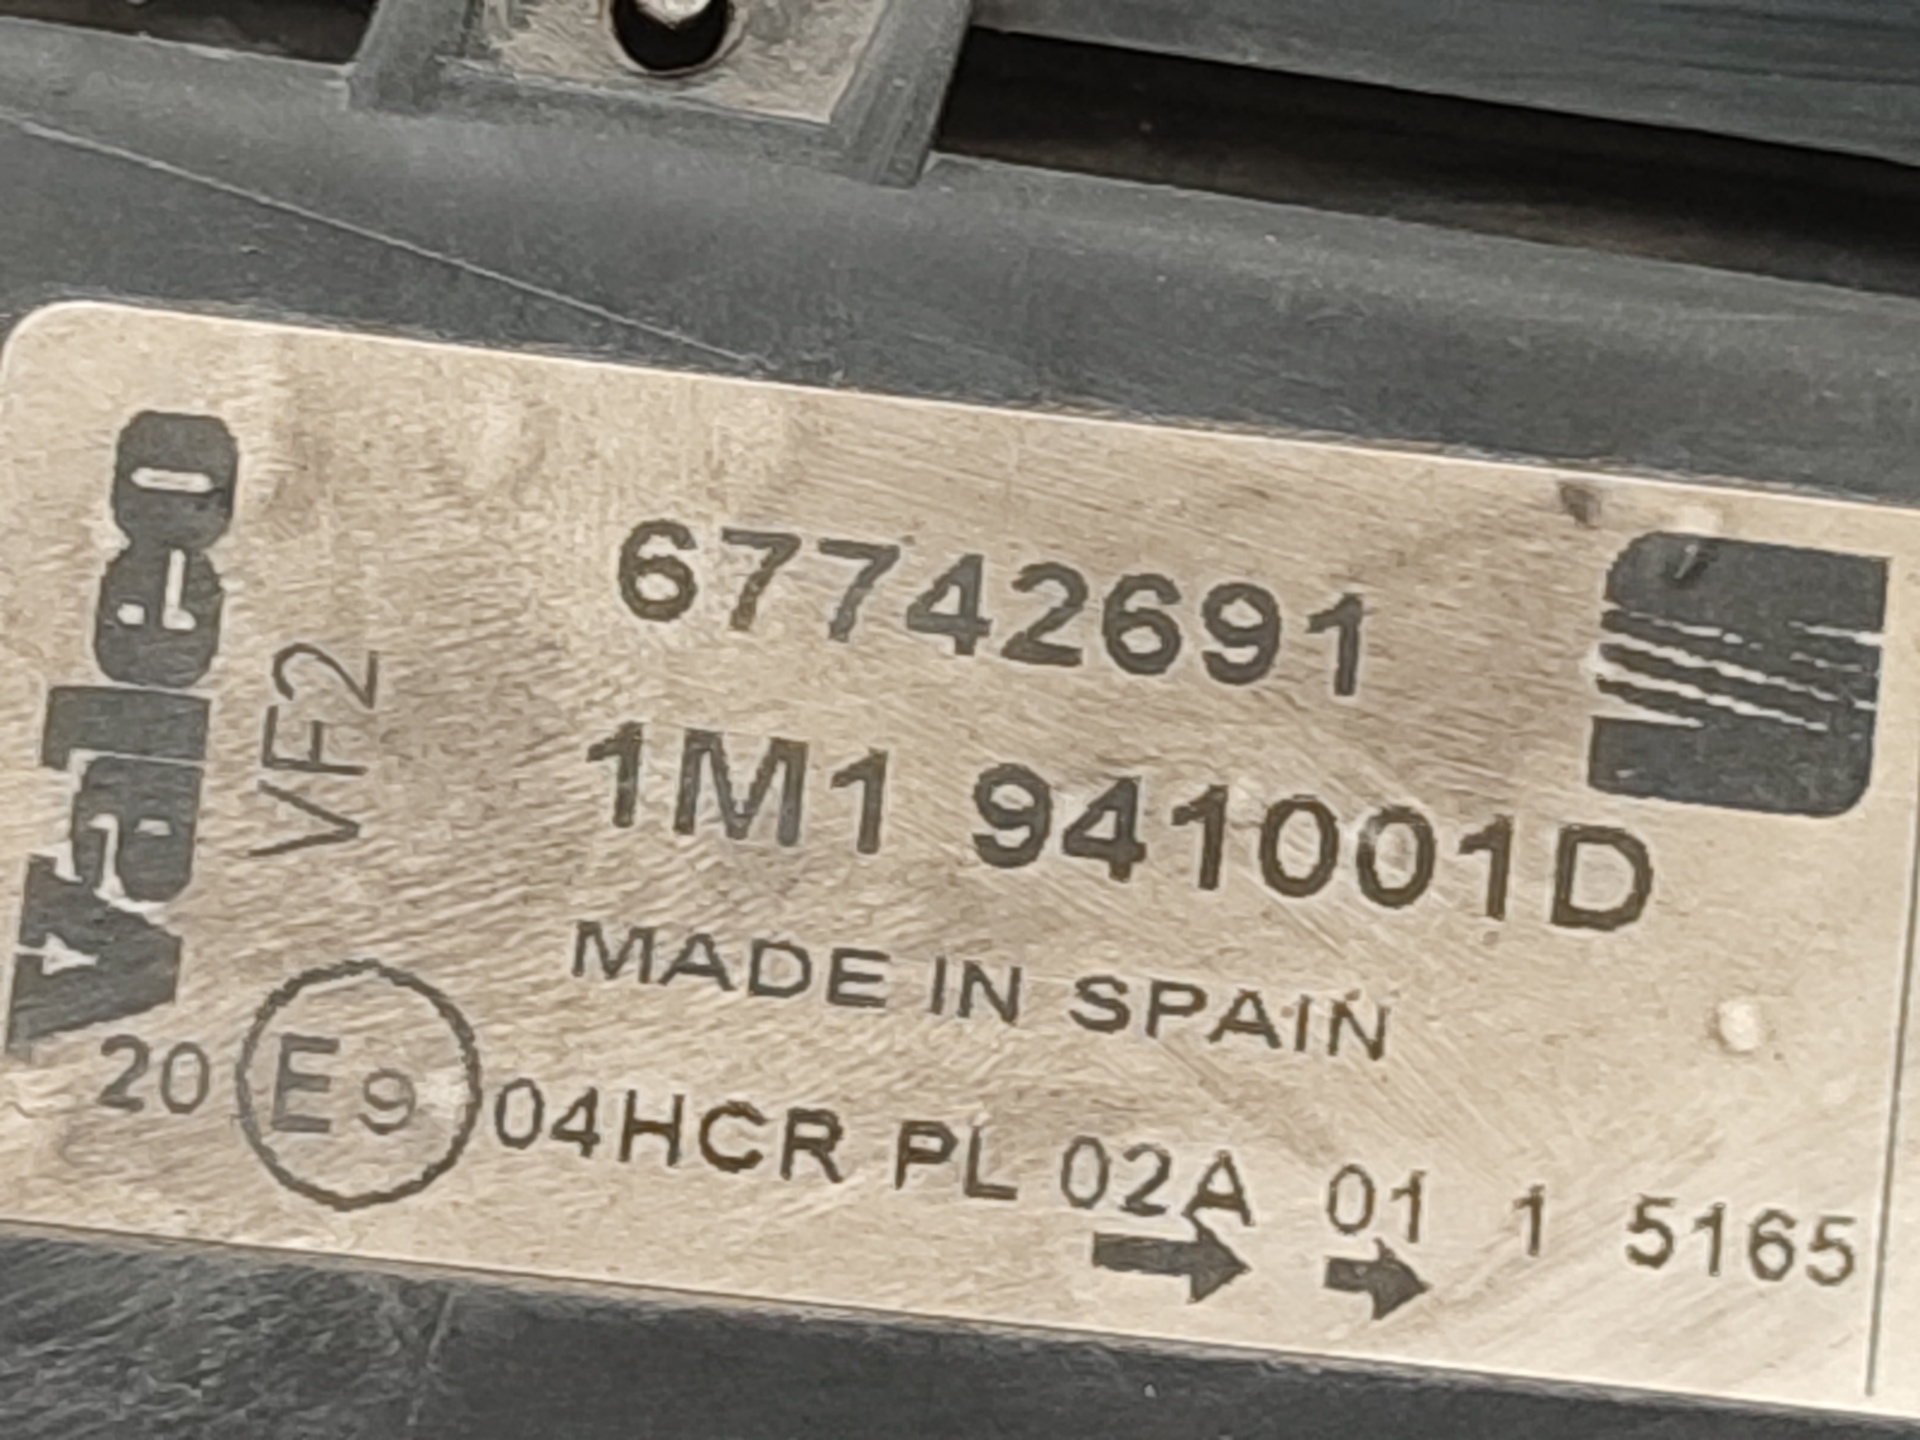 Valeo
VF2
67742691
1M1 941001D
MADE IN SPAIN
20 E9 04HCR PL 02A 01 1 5165